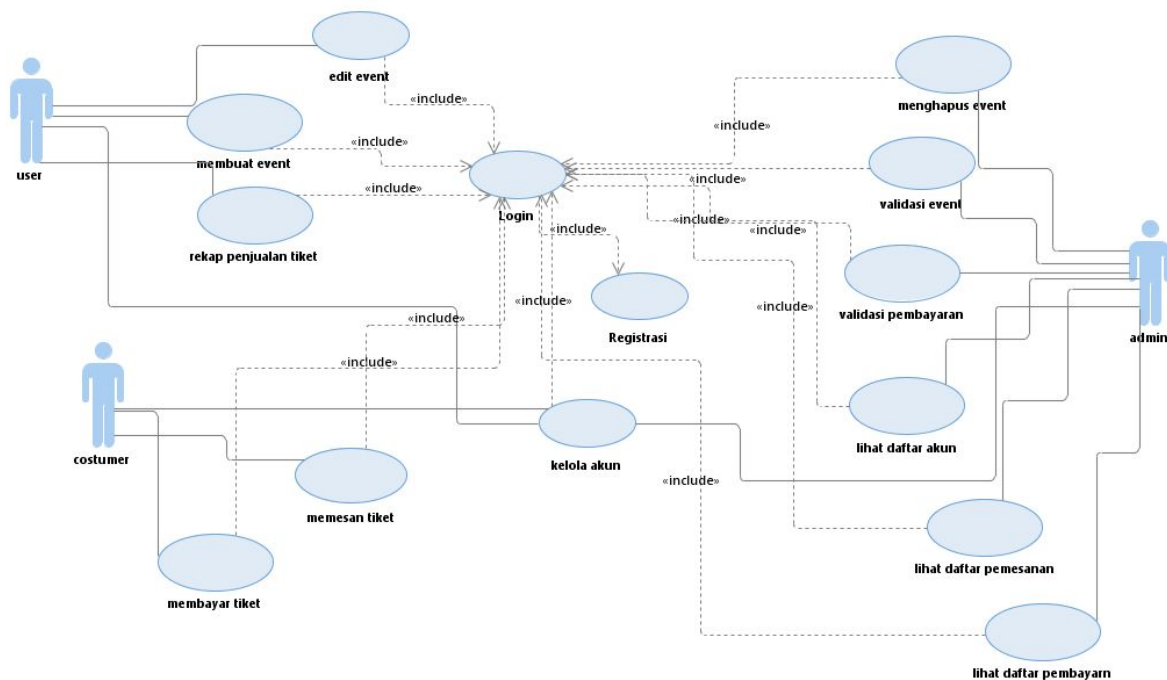 edit event
menghapus event
«include»
«include»
«include»
membuat event
user
«include»
«include»
«include»
Login
validasi event
rekap penjualan tiket
«include»
«include»
«include»
«include»
«include»
Registrasi
«include»
validasi pembayaran
admin
«include»
«include»
costumer
kelola akun
lihat daftar akun
«include»
memesan tiket
lihat daftar pemesanan
membayar tiket
lihat daftar pembayarn